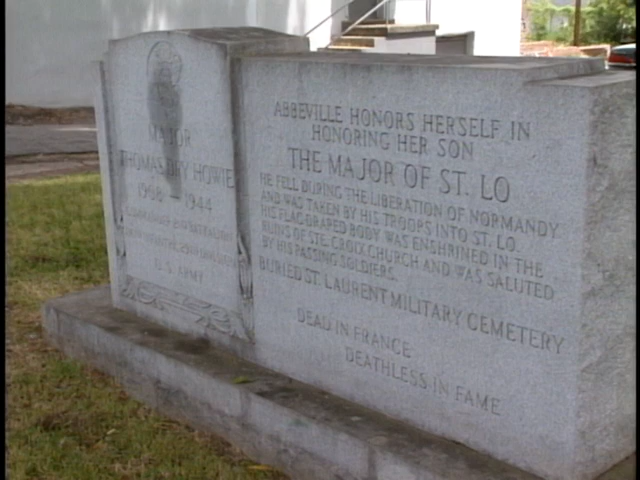 MAJOR
THOMAS DRY HOWIE
1908 — 1944
U.S. ARMY
ABBEVILLE HONORS HERSELF IN
HONORING HER SON
THE MAJOR OF ST. LO
HE FELL DURING THE LIBERATION OF NORMANDY
AND WAS TAKEN BY HIS TROOPS INTO ST. LO.
HIS FLAG DRAPED BODY WAS ENSHRINED IN THE
RUINS OF STE. CROIX CHURCH AND WAS SALUTED
BY HIS PASSING SOLDIERS.
BURIED ST. LAURENT MILITARY CEMETERY
DEAD IN FRANCE
DEATHLESS IN FAME